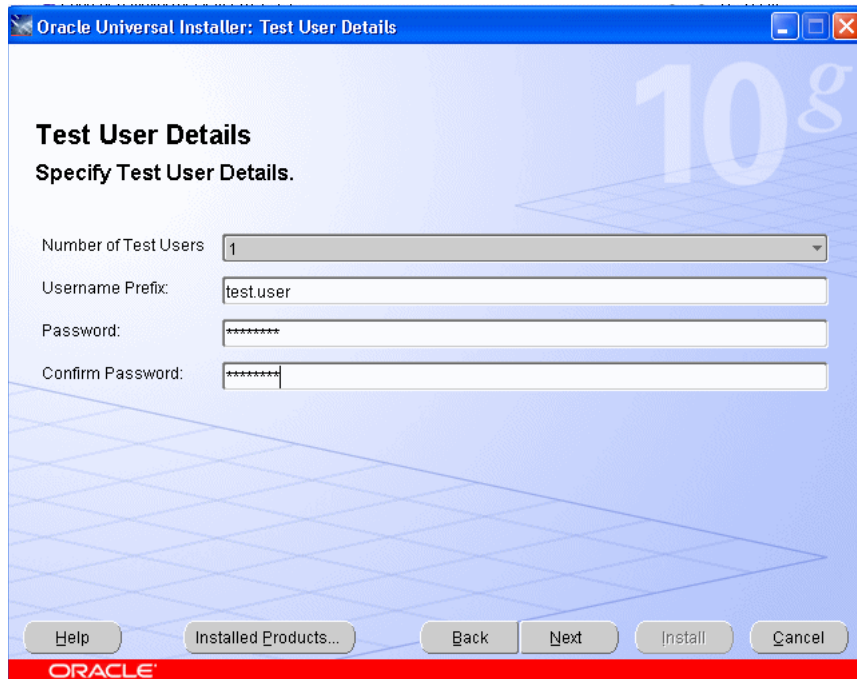 Oracle Universal Installer: Test User Details
10g
Test User Details
Specify Test User Details.
Number of Test Users 1
Username Prefix: test.user
Password: ********
Confirm Password: ********
Help Installed Products... Back Next Install Cancel
ORACLE